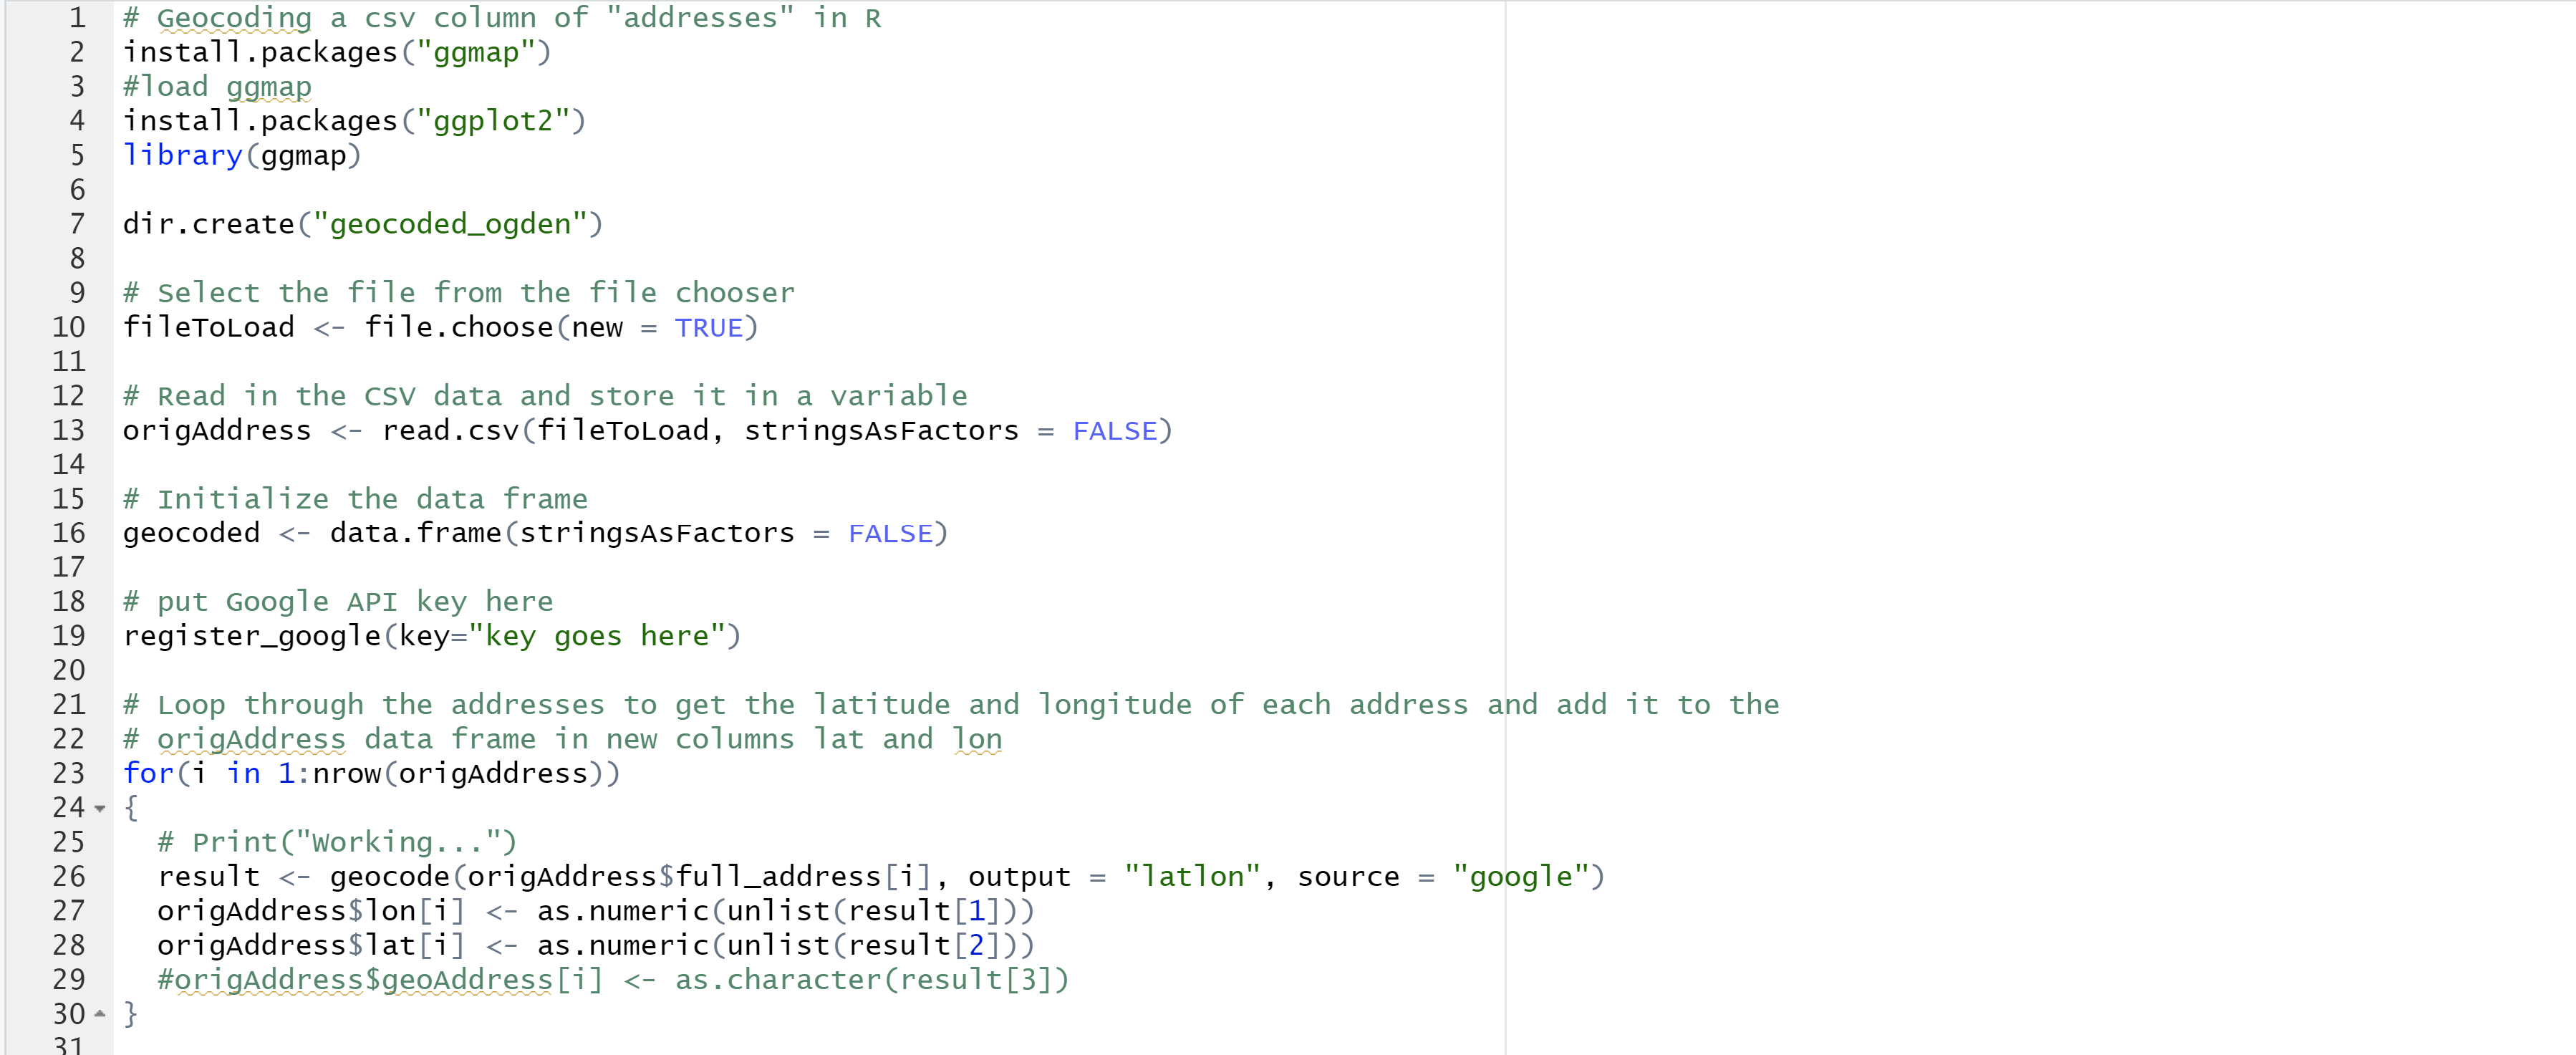 1 # Geocoding a csv column of "addresses" in R
2 install.packages("ggmap")
3 #load ggmap
4 install.packages("ggplot2")
5 library(ggmap)
6
7 dir.create("geocoded_ogden")
8
9 # Select the file from the file chooser
10 fileToLoad <- file.choose(new = TRUE)
11
12 # Read in the CSV data and store it in a variable
13 origAddress <- read.csv(fileToLoad, stringsAsFactors = FALSE)
14
15 # Initialize the data frame
16 geocoded <- data.frame(stringsAsFactors = FALSE)
17
18 # put Google API key here
19 register_google(key="key goes here")
20
21 # Loop through the addresses to get the latitude and longitude of each address and add it to the
22 # origAddress data frame in new columns lat and lon
23 for(i in 1:nrow(origAddress))
24 {
25   # Print("Working...")
26   result <- geocode(origAddress$full_address[i], output = "latlon", source = "google")
27   origAddress$lon[i] <- as.numeric(unlist(result[1]))
28   origAddress$lat[i] <- as.numeric(unlist(result[2]))
29   #origAddress$geoAddress[i] <- as.character(result[3])
30 }
31